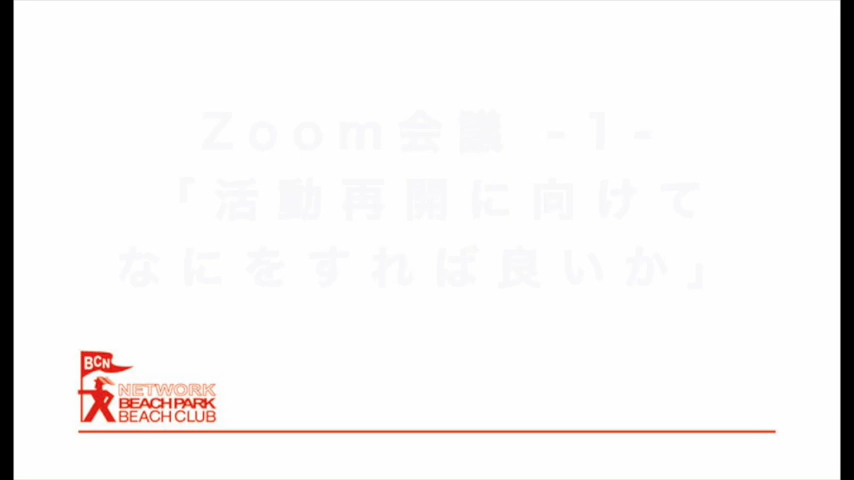 Zoom会議 -1-
「活動再開に向けて
なにをすれば良いか」
BCN
NETWORK
BEACH PARK
BEACH CLUB